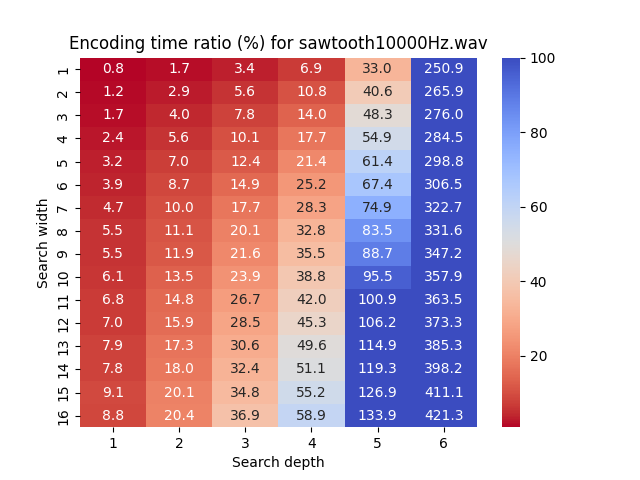 Encoding time ratio (%) for sawtooth10000Hz.wav
1 0.8 1.7 3.4 6.9 33.0 250.9
2 1.2 2.9 5.6 10.8 40.6 265.9
3 1.7 4.0 7.8 14.0 48.3 276.0
4 2.4 5.6 10.1 17.7 54.9 284.5
5 3.2 7.0 12.4 21.4 61.4 298.8
6 3.9 8.7 14.9 25.2 67.4 306.5
7 4.7 10.0 17.7 28.3 74.9 322.7
8 5.5 11.1 20.1 32.8 83.5 331.6
9 5.5 11.9 21.6 35.5 88.7 347.2
10 6.1 13.5 23.9 38.8 95.5 357.9
11 6.8 14.8 26.7 42.0 100.9 363.5
12 7.0 15.9 28.5 45.3 106.2 373.3
13 7.9 17.3 30.6 49.6 114.9 385.3
14 7.8 18.0 32.4 51.1 119.3 398.2
15 9.1 20.1 34.8 55.2 126.9 411.1
16 8.8 20.4 36.9 58.9 133.9 421.3
1 2 3 4 5 6
Search depth
Search width
100
80
60
40
20